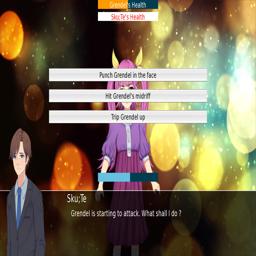 Grendel's Health
Sku;Te's Health
Punch Grendel in the face
Hit Grendel's midriff
Trip Grendel up
Sku;Te
Grendel is starting to attack. What shall I do ?